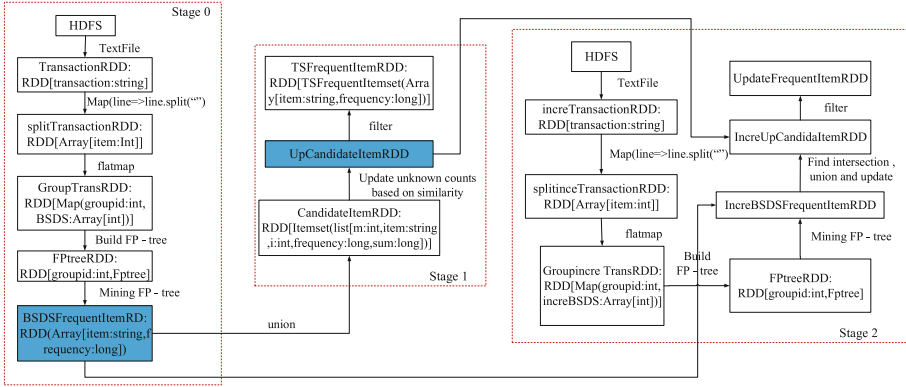 Stage 0
HDFS
TextFile
TransactionRDD:
RDD[transaction:string]
Map(line=>line.split(“”)
splitTransactionRDD:
RDD[Array[item:Int]
flatmap
GroupTransRDD:
RDD[Map(groupid:int,
BSDS:Array[int])]
Build FP - tree
FPtreeRDD:
RDD[groupid:int,Fptree]
Mining FP - tree
BSDSFrequentItemRD:
RDD(Array[item:string,f
requency:long])
union
TSFrequentItemRDD:
RDD[TSFrequentItemset(Arra
y[item:string,frequency:long)]
filter
UpCandidateItemRDD
Update unknown counts
based on similarity
CandidateItemRDD:
RDD[Itemset(list[m:int,item:string
,i:int,frequency:long,sum:long])]
Stage 1
HDFS
TextFile
increTransactionRDD:
RDD[transaction:string]
Map(line=>line.split(“”)
splitinceTransactionRDD:
RDD[Array[item:int]]
flatmap
Groupincre TransRDD:
RDD[Map(groupid:int,
increBSDS:Array[int])]
Build
FP - tree
UpdateFrequentItemRDD
filter
IncreUpCandidaItemRDD
Find intersection ,
union and update
IncreBSDSFrequentItemRDD
Mining FP - tree
FPtreeRDD:
RDD[groupid:int,Fptree]
Stage 2